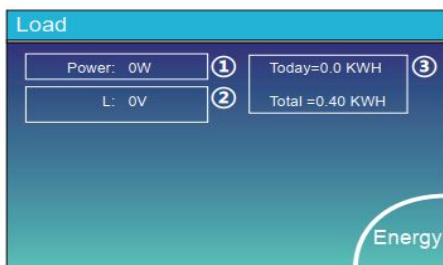 Load
Power: 0W ① Today=0.0 KWH ③
L: 0V ② Total =0.40 KWH
Energy